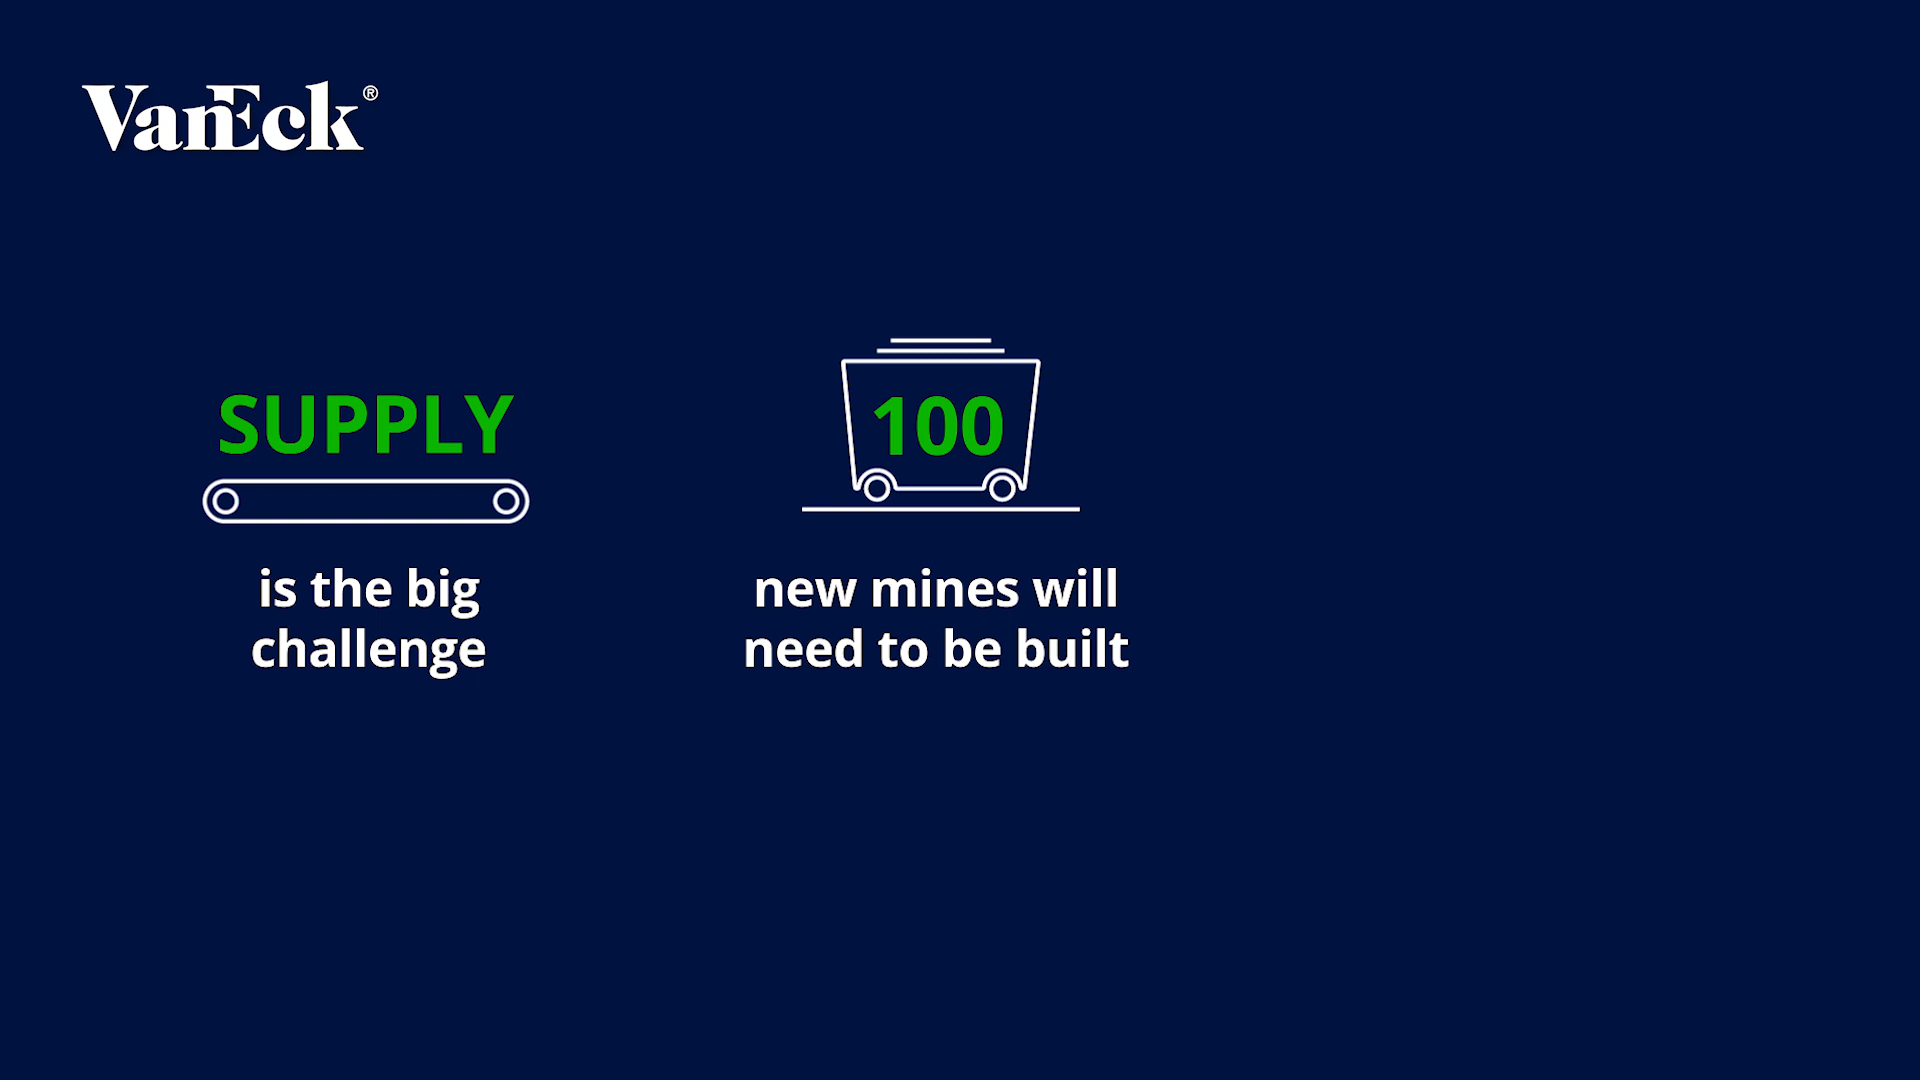 VanEck®
SUPPLY
is the big
challenge
100
new mines will
need to be built